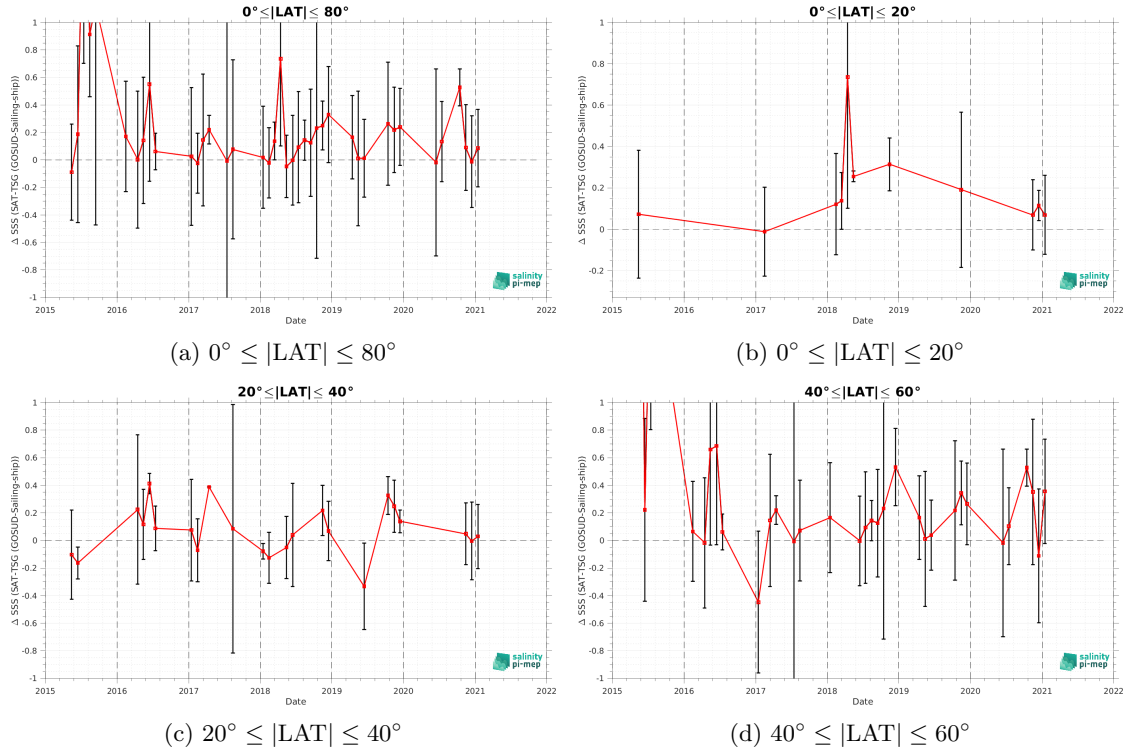 0°≤|LAT|≤ 80°
1
0.8
0.6
0.4
0.2
0
-0.2
-0.4
-0.6
-0.8
-1
Δ SSS (SAT-TSG (GOSUD-Sailing-ship))
2015 2016 2017 2018 2019 2020 2021 2022
Date
salinity
pi-mep
(a) 0° ≤ |LAT| ≤ 80°
0°≤|LAT|≤ 20°
1
0.8
0.6
0.4
0.2
0
-0.2
Δ SSS (SAT-TSG (GOSUD-Sailing-ship))
2015 2016 2017 2018 2019 2020 2021 2022
Date
salinity
pi-mep
(b) 0° ≤ |LAT| ≤ 20°
20°≤|LAT|≤ 40°
1
0.8
0.6
0.4
0.2
0
-0.2
-0.4
-0.6
-0.8
-1
Δ SSS (SAT-TSG (GOSUD-Sailing-ship))
2015 2016 2017 2018 2019 2020 2021 2022
Date
salinity
pi-mep
(c) 20° ≤ |LAT| ≤ 40°
40°≤|LAT|≤ 60°
1
0.8
0.6
0.4
0.2
0
-0.2
-0.4
-0.6
-0.8
-1
Δ SSS (SAT-TSG (GOSUD-Sailing-ship))
2015 2016 2017 2018 2019 2020 2021 2022
Date
salinity
pi-mep
(d) 40° ≤ |LAT| ≤ 60°